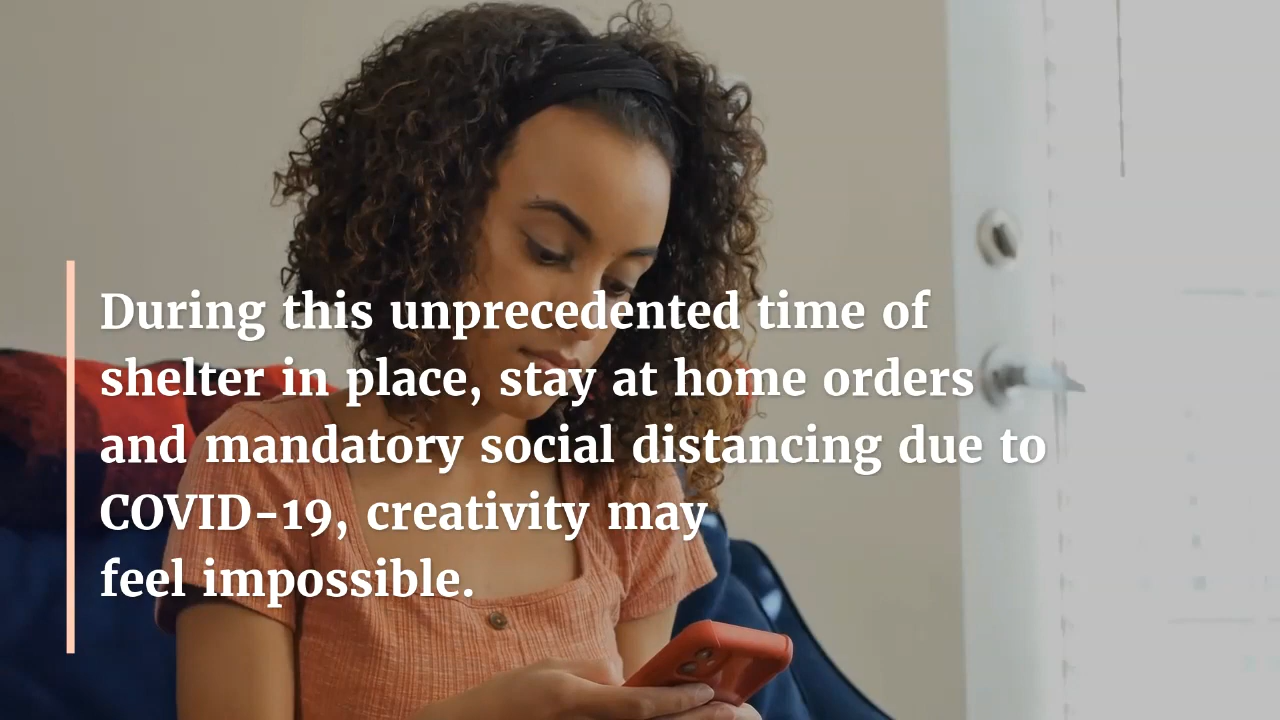 During this unprecedented time of
shelter in place, stay at home orders
and mandatory social distancing due to
COVID-19, creativity may
feel impossible.